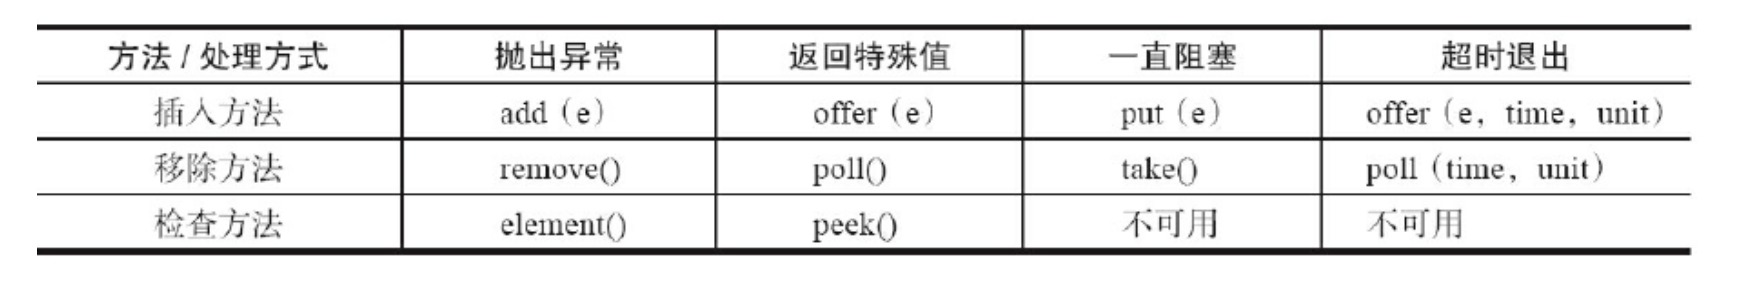 方法 / 处理方式 抛出异常 返回特殊值 一直阻塞 超时退出
插入方法 add（e） offer（e） put（e） offer（e，time，unit）
移除方法 remove() poll() take() poll（time，unit）
检查方法 element() peek() 不可用 不可用